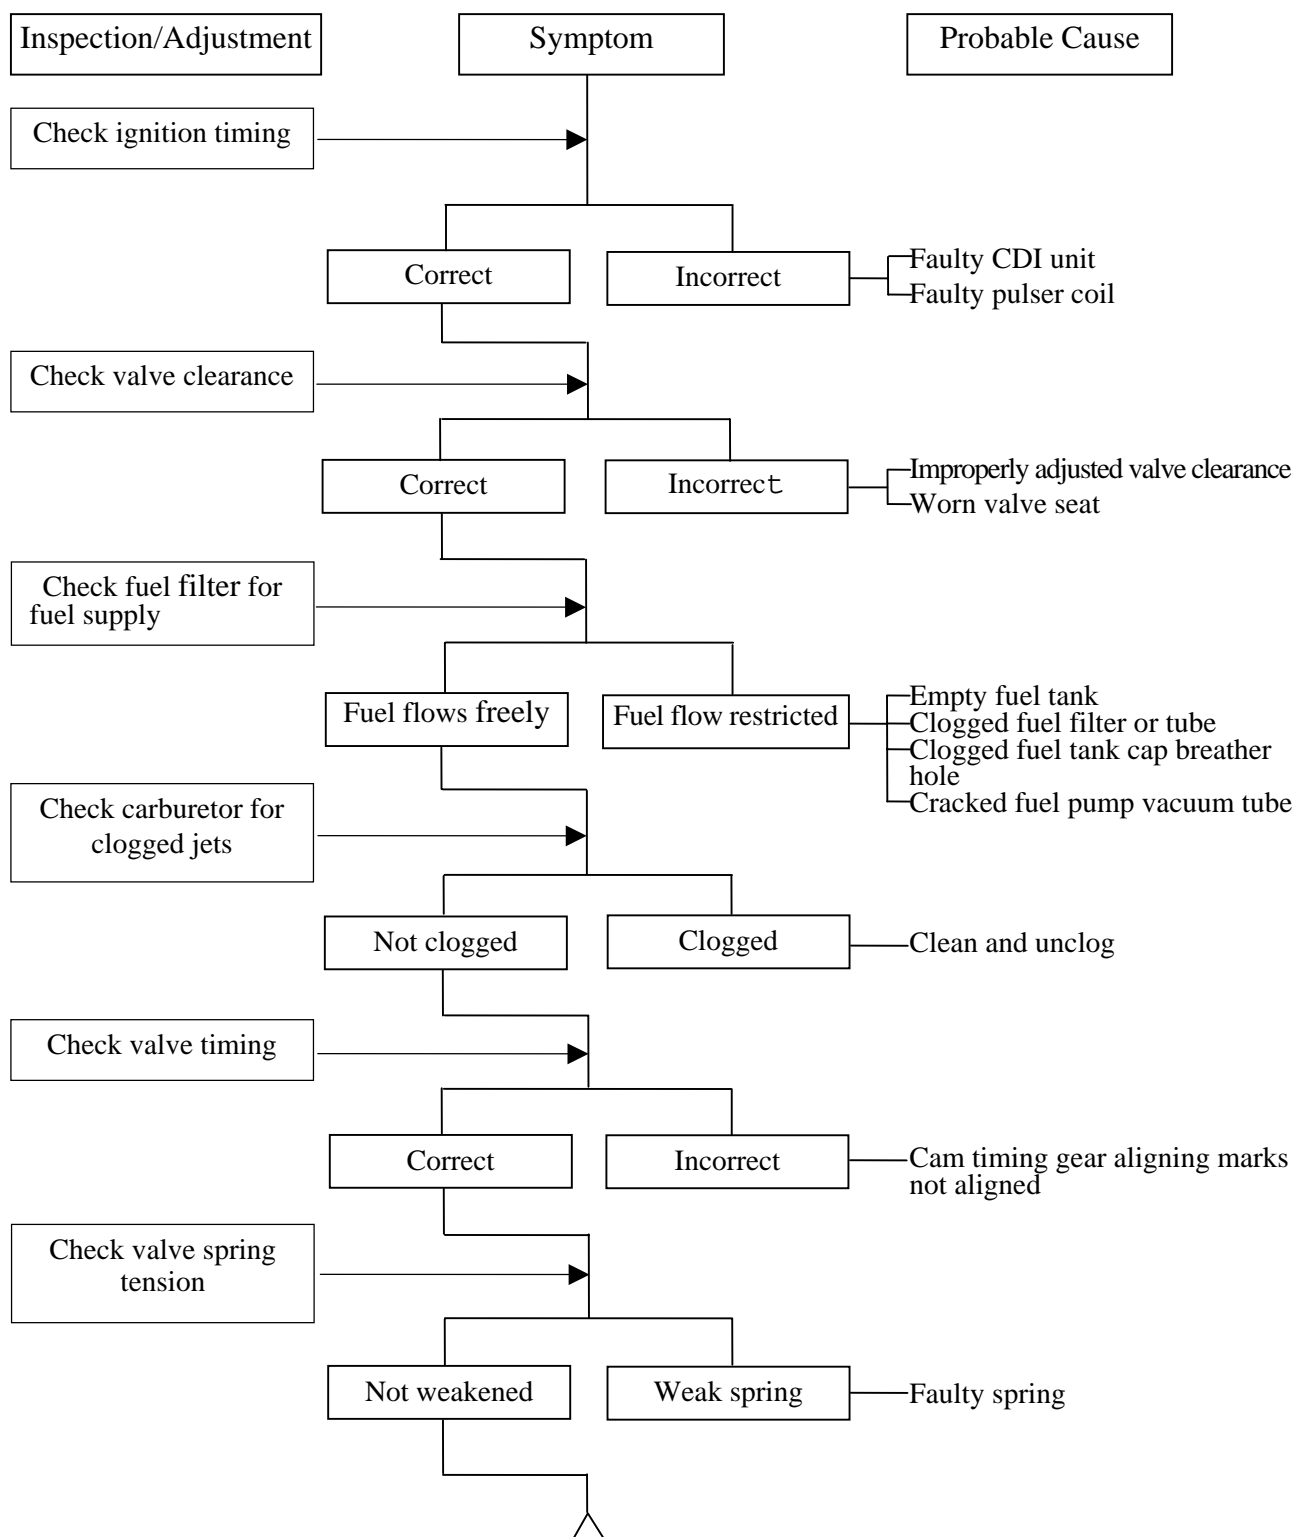 Inspection/Adjustment
Symptom
Probable Cause
Check ignition timing
Correct
Incorrect
Faulty CDI unit
Faulty pulser coil
Check valve clearance
Correct
Incorrect
Improperly adjusted valve clearance
Worn valve seat
Check fuel filter for
fuel supply
Fuel flows freely
Fuel flow restricted
Empty fuel tank
Clogged fuel filter or tube
Clogged fuel tank cap breather
hole
Cracked fuel pump vacuum tube
Check carburetor for
clogged jets
Not clogged
Clogged
Clean and unclog
Check valve timing
Correct
Incorrect
Cam timing gear aligning marks
not aligned
Check valve spring
tension
Not weakened
Weak spring
Faulty spring